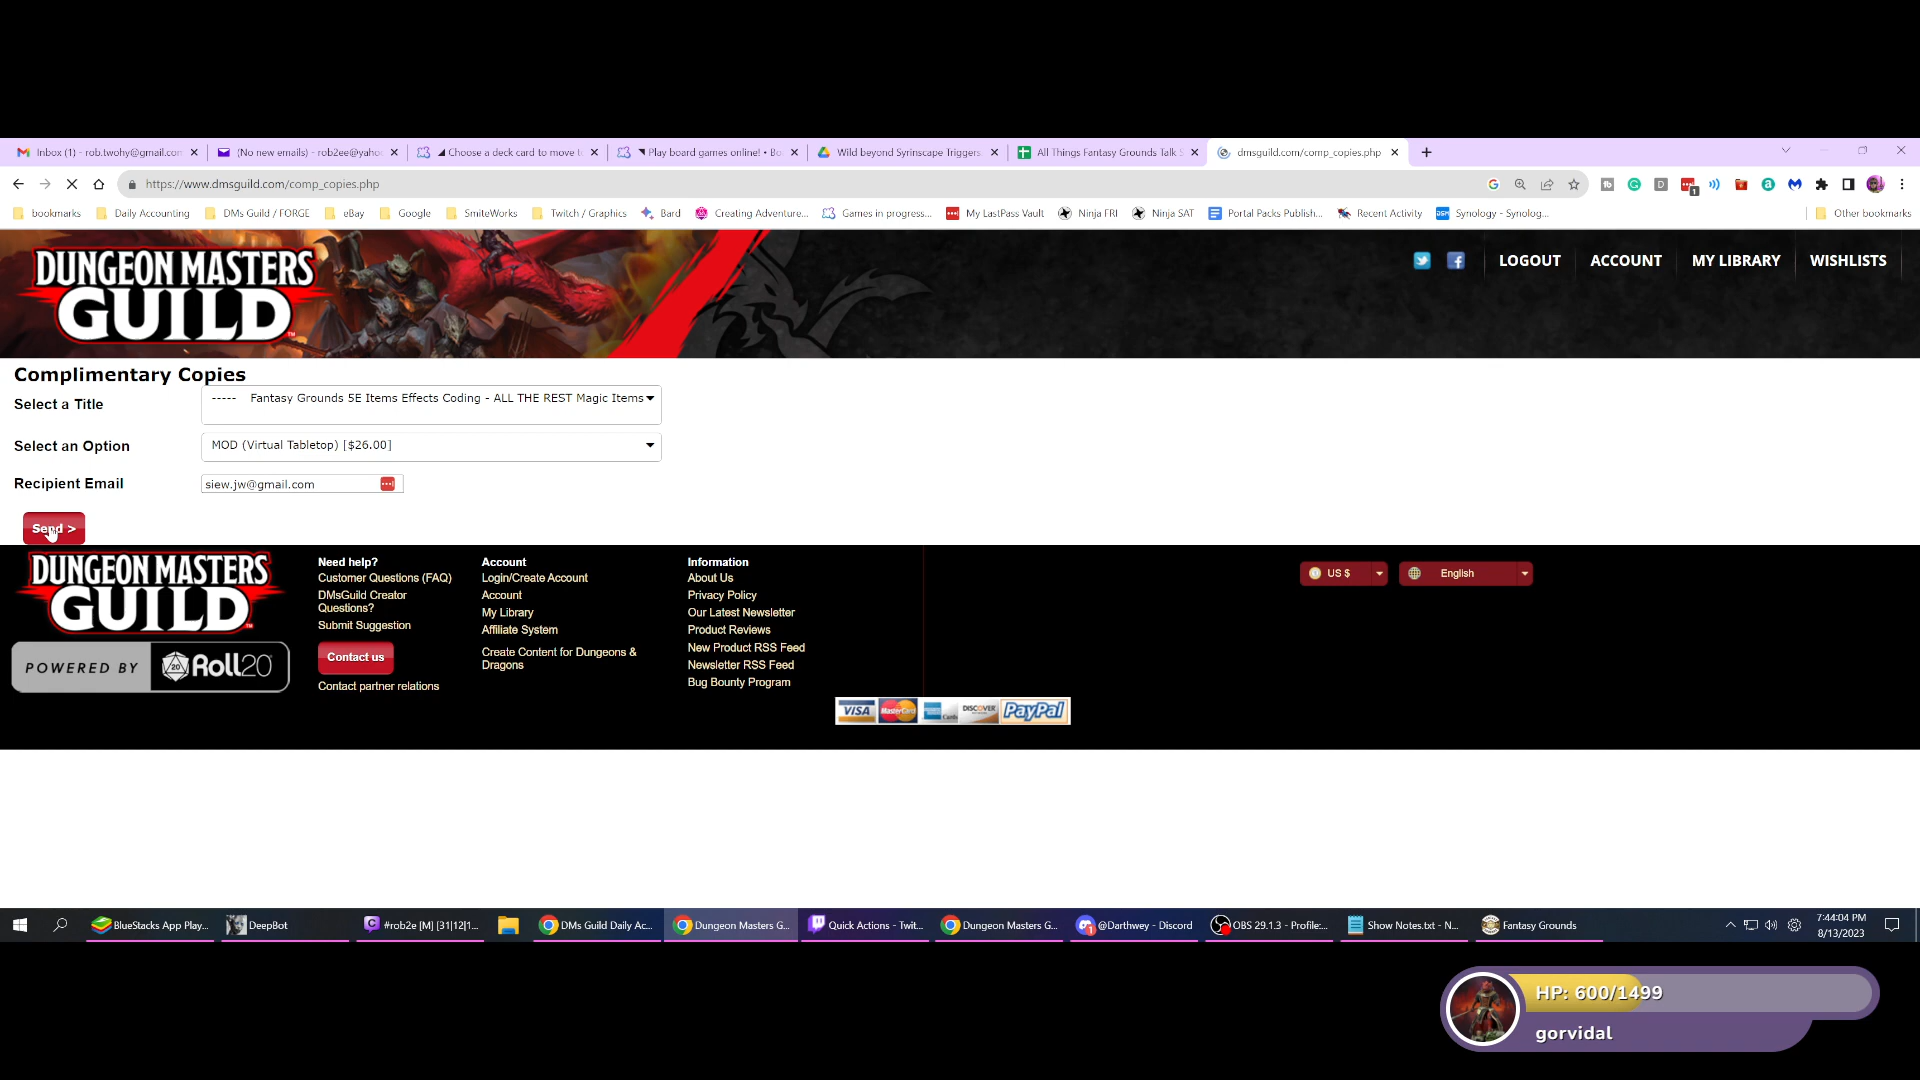 Inbox (1) - rob.twohy@gmail.com
(No new emails) - rob2ee@yahoo
Choose a deck card to move to
Play board games online! • Bo
Wild beyond Syrinscape Triggers.
All Things Fantasy Grounds Talk S
dmsguild.com/comp_copies.php
https://www.dmsguild.com/comp_copies.php
bookmarks
Daily Accounting
DMs Guild / FORGE
eBay
Google
SmiteWorks
Twitch / Graphics
Bard
Creating Adventure...
Games in progress...
My LastPass Vault
Ninja FRI
Ninja SAT
Portal Packs Publish...
Recent Activity
Synology - Synolog...
Other bookmarks
DUNGEON MASTERS
GUILD
LOGOUT
ACCOUNT
MY LIBRARY
WISHLISTS
Complimentary Copies
Select a Title
----- Fantasy Grounds 5E Items Effects Coding - ALL THE REST Magic Items
Select an Option
MOD (Virtual Tabletop) [$26.00]
Recipient Email
siew.jw@gmail.com
Send >
DUNGEON MASTERS
GUILD
POWERED BY Roll20
Need help?
Customer Questions (FAQ)
DMsGuild Creator
Questions?
Submit Suggestion
Contact us
Contact partner relations
Account
Login/Create Account
Account
My Library
Affiliate System
Create Content for Dungeons &
Dragons
Information
About Us
Privacy Policy
Our Latest Newsletter
Product Reviews
New Product RSS Feed
Newsletter RSS Feed
Bug Bounty Program
US $
English
VISA
MasterCard
DISCOVER
PayPal
BlueStacks App Play...
DeepBot
#rob2e [M] [31|12|1...
DMs Guild Daily Ac...
Dungeon Masters G...
Quick Actions - Twit...
Dungeon Masters G...
@Darthwey - Discord
OBS 29.1.3 - Profile:...
Show Notes.txt - N...
Fantasy Grounds
7:44:04 PM
8/13/2023
HP: 600/1499
gorvidal